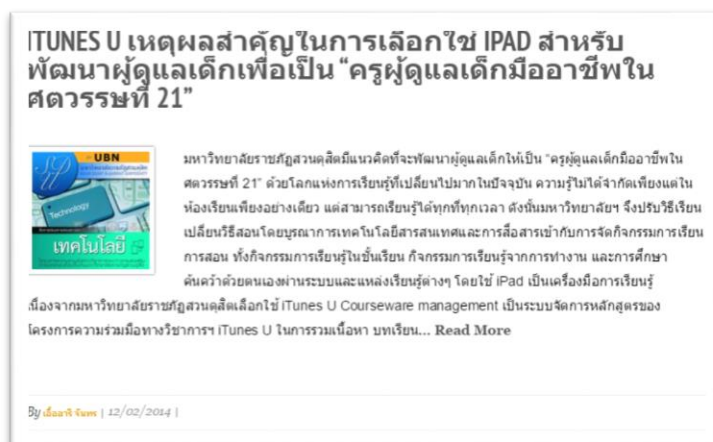 ITUNES U เหตุผลสำคัญในการเลือกใช้ IPAD สำหรับ
พัฒนาผู้ดูแลเด็กเพื่อเป็น “ครูผู้ดูแลเด็กมืออาชีพใน
ศตวรรษที่ 21”
UBN
Technology
เทคโนโลยี
มหาวิทยาลัยราชภัฏสวนดุสิตมีแนวคิดที่จะพัฒนาผู้ดูแลเด็กให้เป็น “ครูผู้ดูแลเด็กมืออาชีพใน
ศตวรรษที่ 21” ด้วยโลกแห่งการเรียนรู้ที่เปลี่ยนไปมากในปัจจุบัน ความรู้ไม่ได้จำกัดเพียงแต่ใน
ห้องเรียนเพียงอย่างเดียว แต่สามารถเรียนรู้ได้ทุกที่ทุกเวลา ดังนั้นมหาวิทยาลัยฯ จึงปรับวิธีเรียน
เปลี่ยนวิธีสอนโดยบูรณาการเทคโนโลยีสารสนเทศและการสื่อสารเข้ากับการจัดกิจกรรมการเรียน
การสอน ทั้งกิจกรรมการเรียนรู้ในชั้นเรียน กิจกรรมการเรียนรู้จากการทำงาน และการศึกษา
ค้นคว้าด้วยตนเองผ่านระบบและแหล่งเรียนรู้ต่างๆ โดยใช้ iPad เป็นเครื่องมือการเรียนรู้
เนื่องจากมหาวิทยาลัยราชภัฏสวนดุสิตเลือกใช้ iTunes U Courseware management เป็นระบบจัดการหลักสูตรของ
โครงการความร่วมมือทางวิชาการฯ iTunes U ในการรวมเนื้อหา บทเรียน... Read More
By เอื้ออารี จันทร | 12/02/2014 |